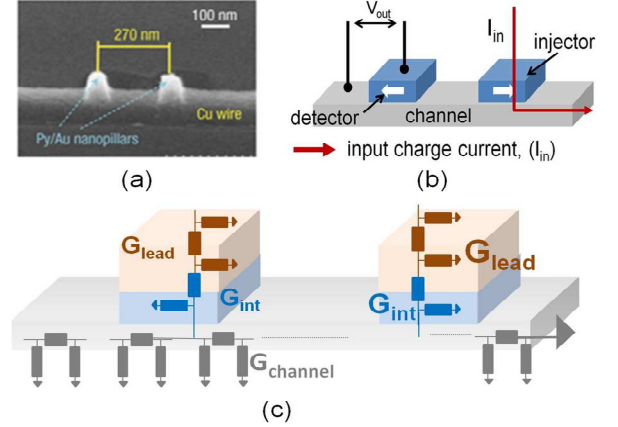 100 nm
270 nm
Cu wire
Py/Au nanopillars
(a)
Vout
Iin
injector
detector
channel
input charge current, (Iin)
(b)
Glead
Gint
Glead
Gint
Gchannel
(c)